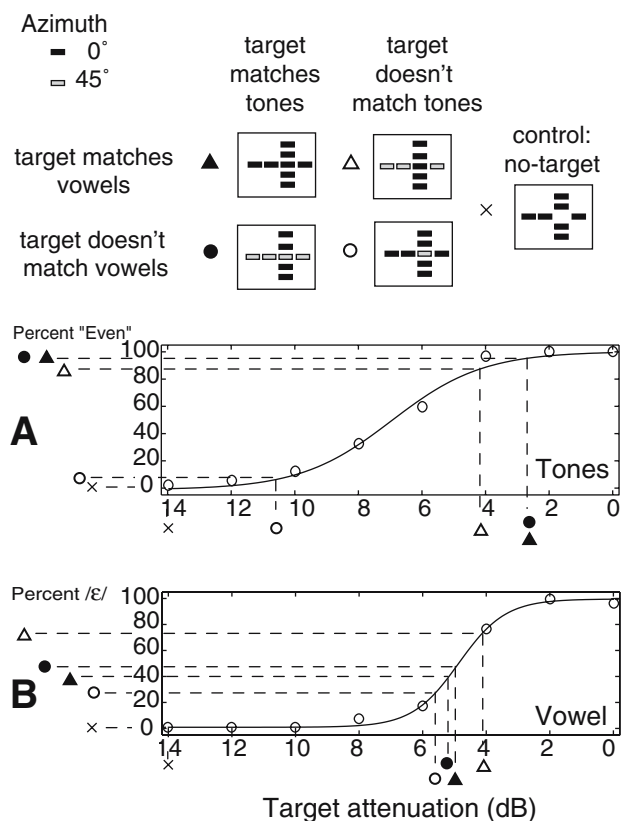 Azimuth
0°
45°
target matches tones
target doesn't match tones
control: no-target
target matches vowels
target doesn't match vowels
Percent "Even"
A
100
80
60
40
20
0
14 12 10 8 6 4 2 0
Tones
Percent /ɛ/
B
100
80
60
40
20
0
14 12 10 8 6 4 2 0
Vowel
Target attenuation (dB)